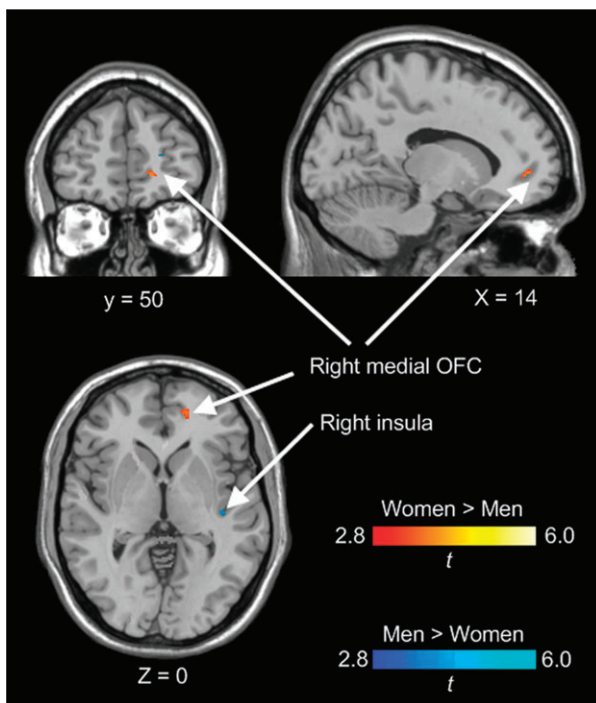 y = 50
X = 14
Right medial OFC
Right insula
Women > Men
2.8 6.0
t
Men > Women
2.8 6.0
t
Z = 0